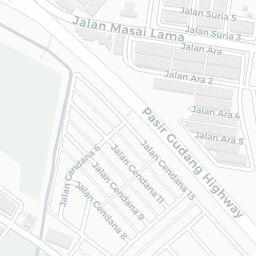 Jalan Suria 5
Jalan Suria 3
Jalan Masai Lama
Jalan Ara
Jalan Ara 2
Jalan Ara 4
Jalan Ara 5
Pasir Gudang Highway
Jalan Cendana 6
Jalan Cendana 13
Jalan Cendana 11
Jalan Cendana 9
Jalan Cendana 8